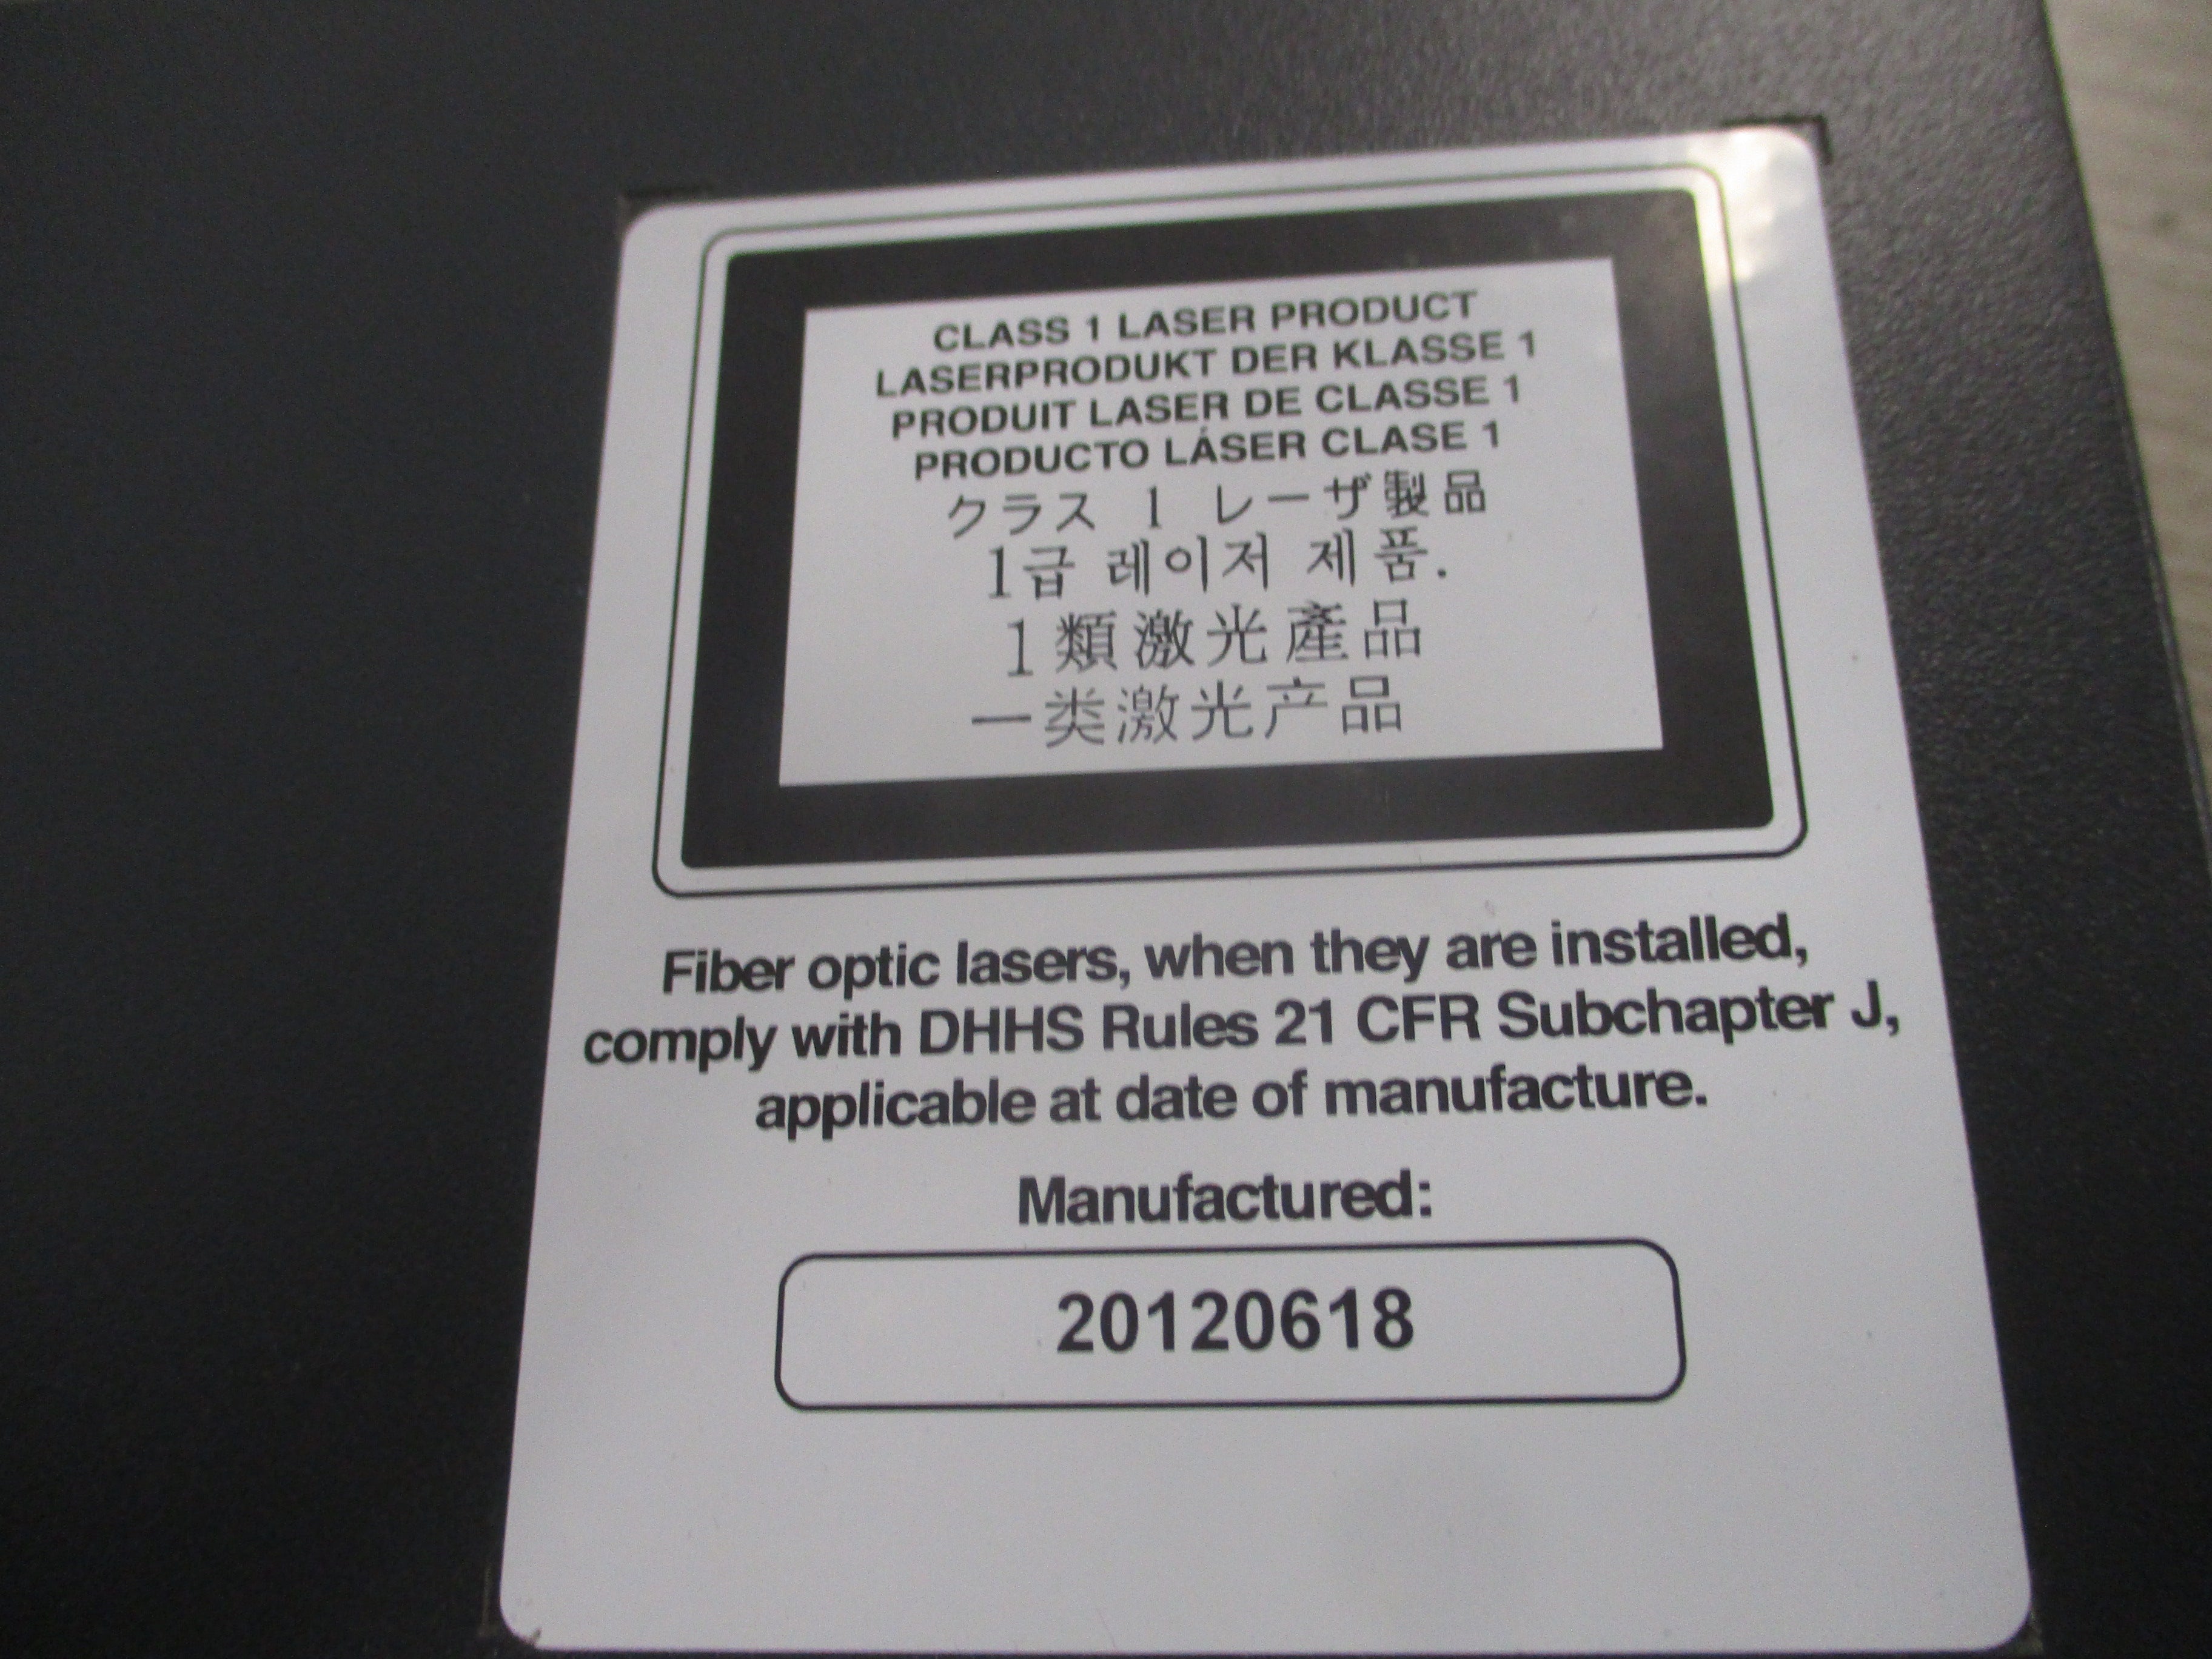 CLASS 1 LASER PRODUCT
LASERPRODUKT DER KLASSE 1
PRODUIT LASER DE CLASSE 1
PRODUCTO LÁSER CLASE 1
クラス 1 レーザ製品
1급 레이저 제품.
1類激光產品
一类激光产品
Fiber optic lasers, when they are installed,
comply with DHHS Rules 21 CFR Subchapter J,
applicable at date of manufacture.
Manufactured:
20120618